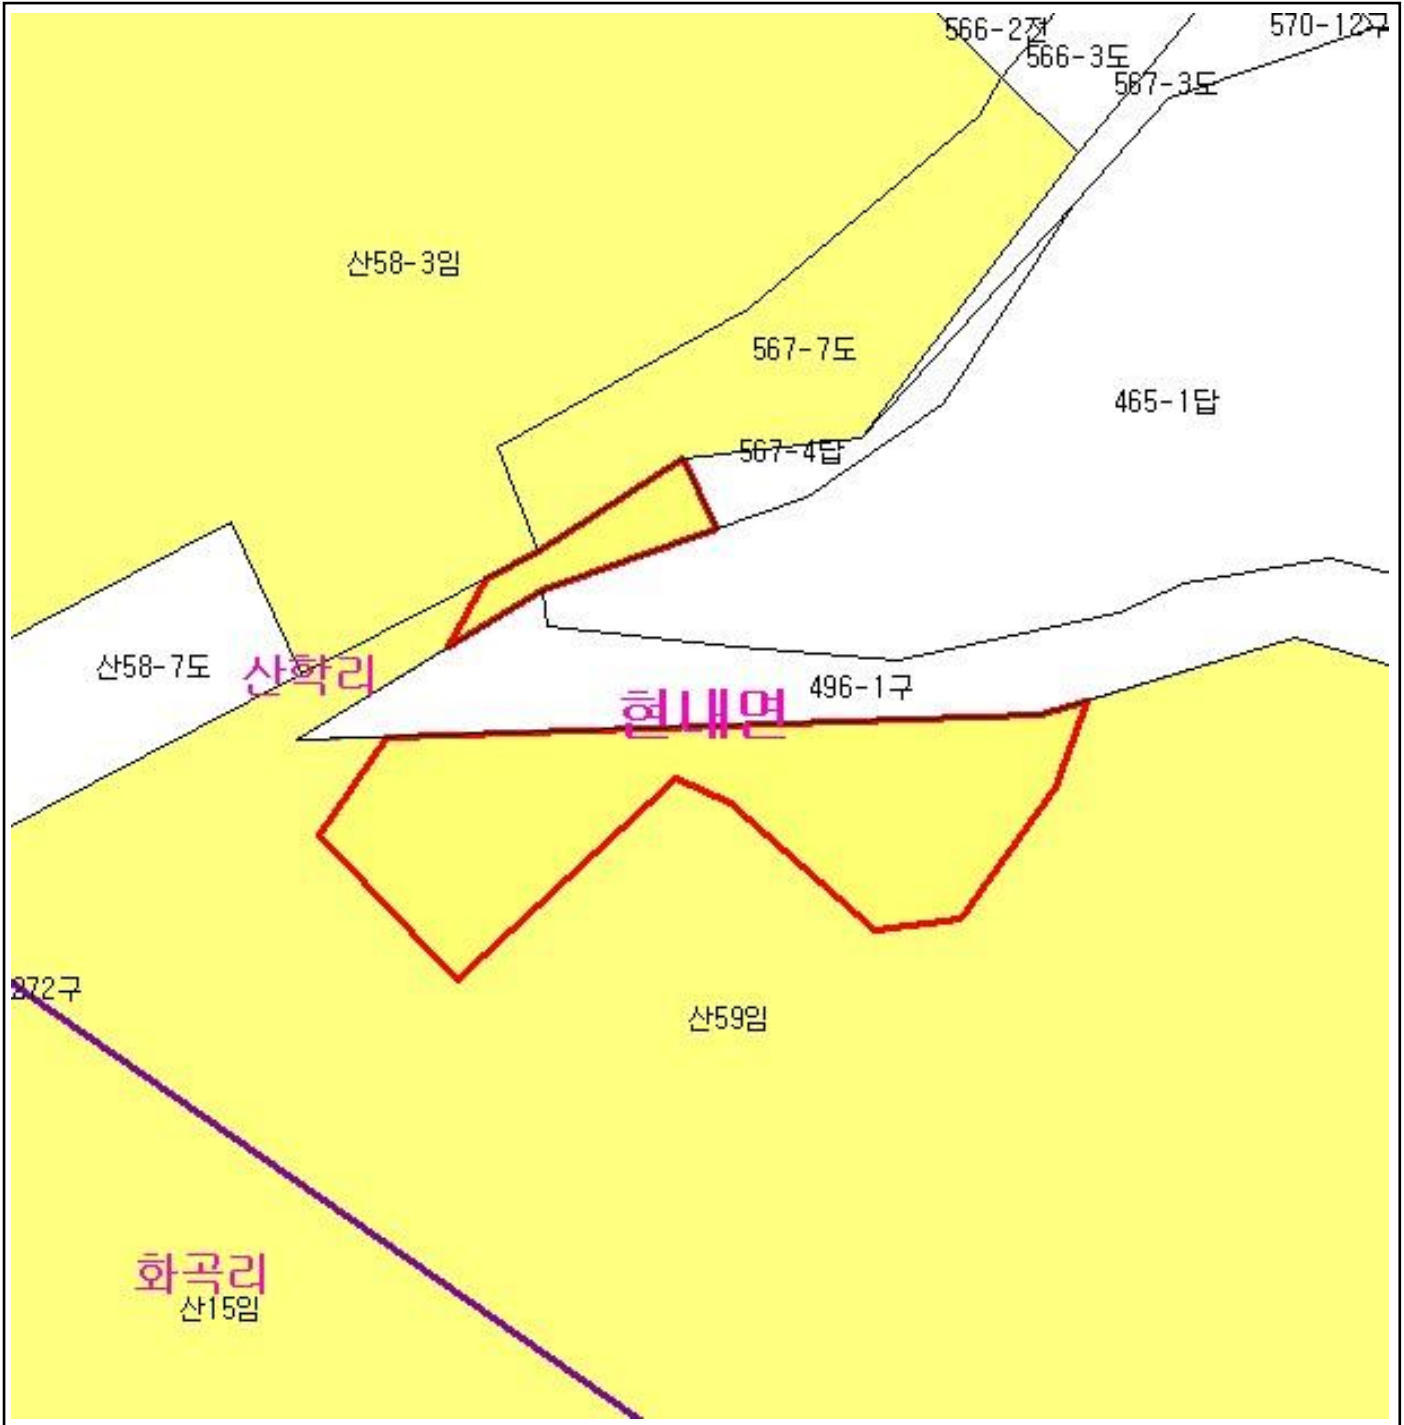 566-2전
570-12구
566-3도
567-3도
산58-3임
567-7도
465-1답
567-4답
산58-7도
산학리
496-1구
현내면
272구
산59임
화곡리
산15임